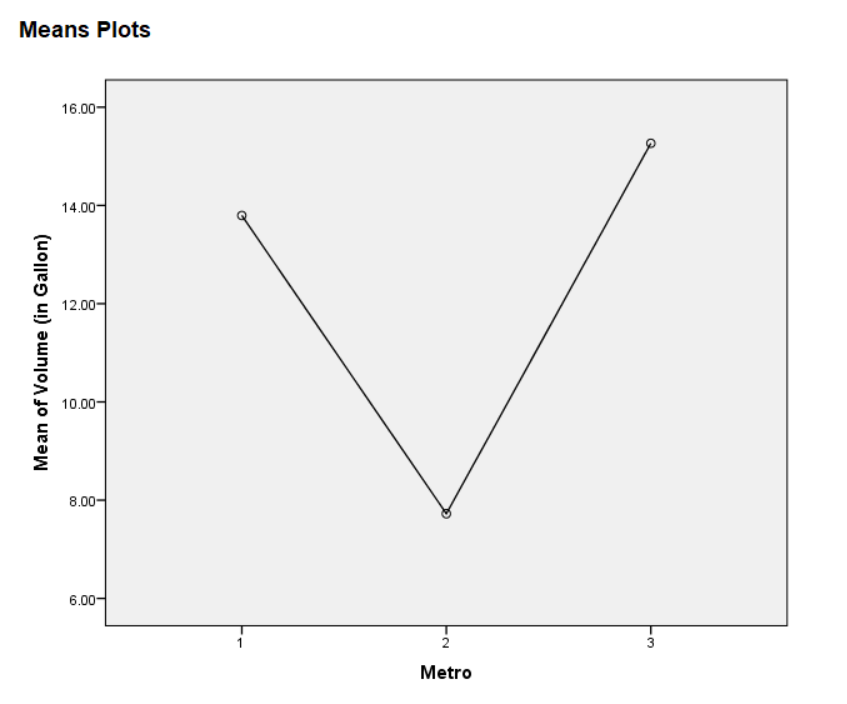 Means Plots
16.00
14.00
12.00
10.00
8.00
6.00
Mean of Volume (in Gallon)
1 2 3
Metro